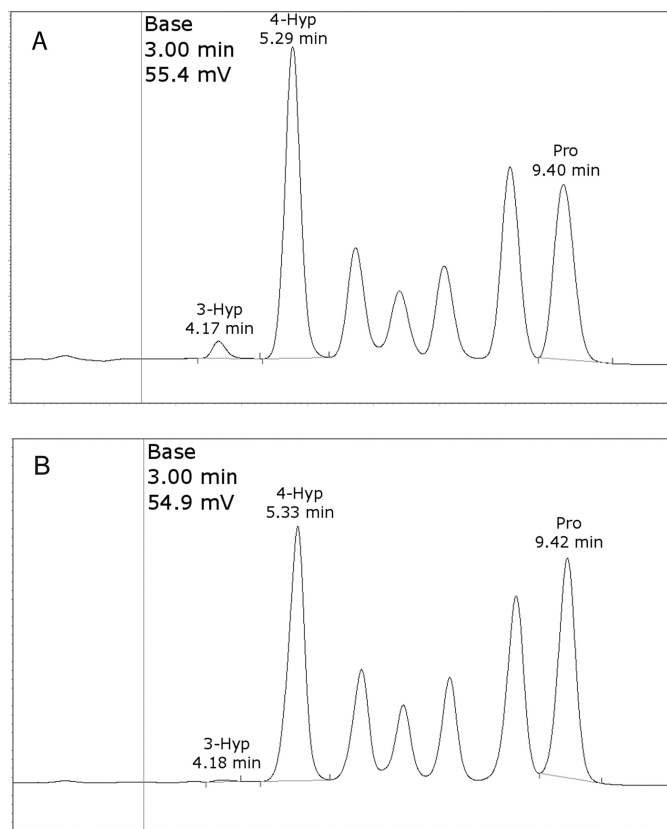 A
Base
3.00 min
55.4 mV
4-Hyp
5.29 min
Pro
9.40 min
3-Hyp
4.17 min
B
Base
3.00 min
54.9 mV
4-Hyp
5.33 min
Pro
9.42 min
3-Hyp
4.18 min